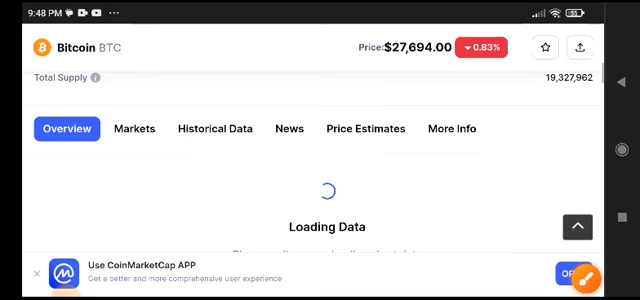 9:48 PM
Bitcoin BTC
Price:$27,694.00 0.83%
Total Supply 19,327,962
Overview Markets Historical Data News Price Estimates More Info
Loading Data
Use CoinMarketCap APP
Get a better and more comprehensive user experience